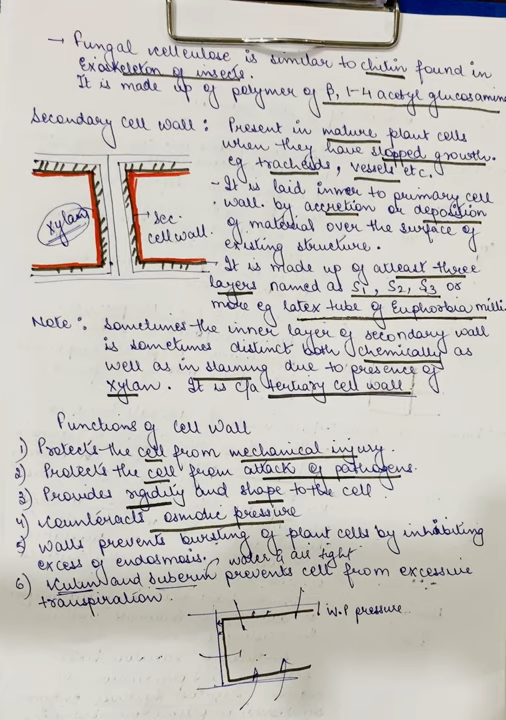 → Fungal cellulose is similar to chitin found in
Exoskeleton of insects.
It is made up of polymer of β, 1-4 acetyl glucosamine
Secondary cell wall : Present in mature plant cells
when they have stopped growth.
eg tracheids, vessels etc.
- It is laid inner to primary cell
wall by accretion or deposition
of material over the surface of
existing structure.
xylan
→ sec.
cell wall.
- It is made up of atleast three
layers named as S1, S2, S3 or
more eg latex tube of Euphorbia milli
Note : Sometimes the inner layer of secondary wall
is sometimes distinct both chemically as
well as in staining due to presence of
xylan. It is c/a tertiary cell wall
Functions of Cell Wall
1) Protects the cell from mechanical injury.
2) Protects the cell from attack of pathogens.
3) Provides rigidity and shape to the cell.
4) Counteracts osmotic pressure
5) Walls prevents bursting of plant cells by inhibiting
excess of endosmosis.
water & air tight
6) Kutin and suberin prevents cell from excessive
transpiration.
W.P pressure